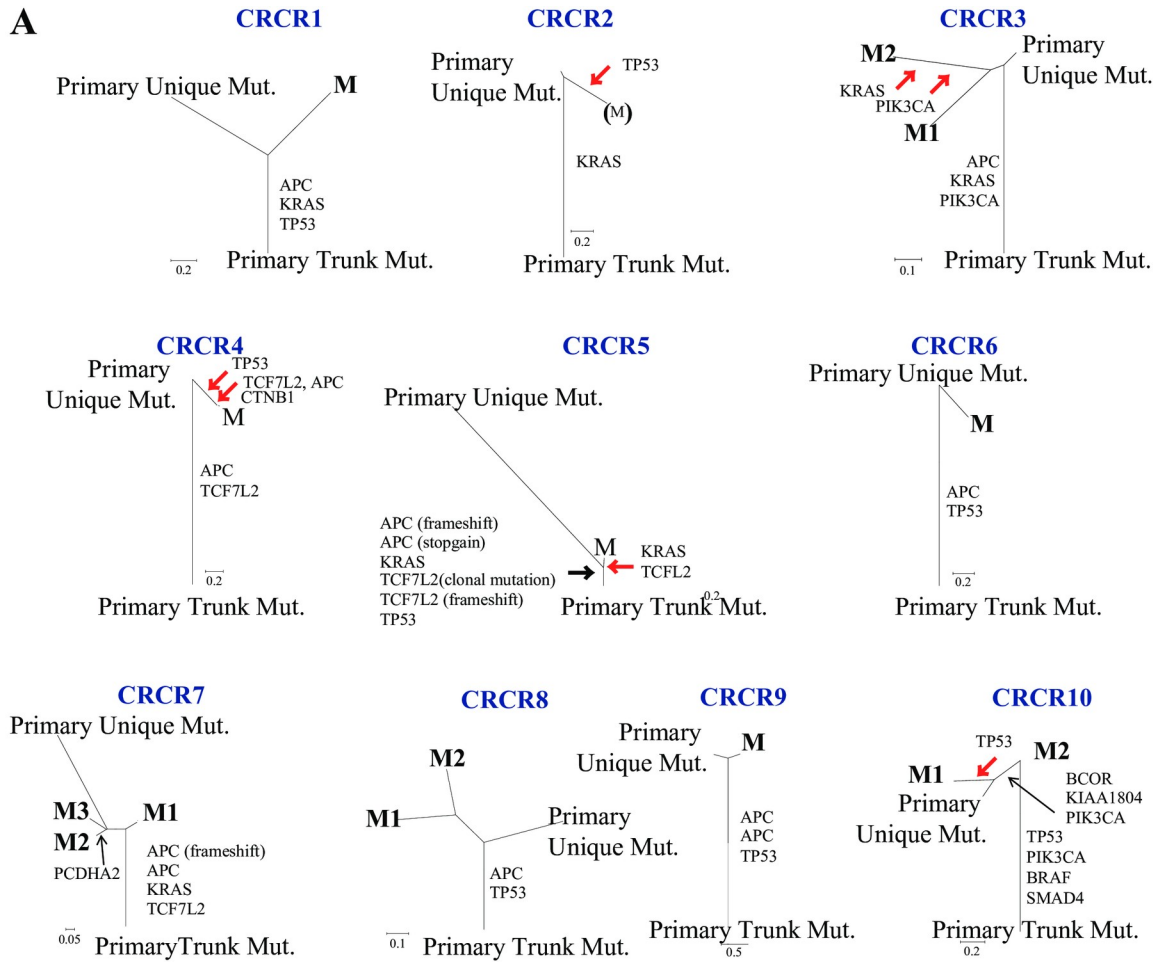 A
CRCR1
Primary Unique Mut.
M
APC
KRAS
TP53
0.2
Primary Trunk Mut.
CRCR2
Primary
Unique Mut.
TP53
(M)
KRAS
0.2
Primary Trunk Mut.
CRCR3
M2
Primary
Unique Mut.
KRAS
PIK3CA
M1
APC
KRAS
PIK3CA
0.1
Primary Trunk Mut.
CRCR4
Primary
Unique Mut.
TP53
TCF7L2, APC
CTNB1
M
APC
TCF7L2
0.2
Primary Trunk Mut.
CRCR5
Primary Unique Mut.
APC (frameshift)
APC (stopgain)
KRAS
TCF7L2(clonal mutation)
TCF7L2 (frameshift)
TP53
M
KRAS
TCFL2
0.2
Primary Trunk Mut.
CRCR6
Primary Unique Mut.
M
APC
TP53
0.2
Primary Trunk Mut.
CRCR7
Primary Unique Mut.
M3
M1
M2
PCDHA2
APC (frameshift)
APC
KRAS
TCF7L2
0.05
PrimaryTrunk Mut.
CRCR8
M2
M1
Primary
Unique Mut.
APC
TP53
0.1
Primary Trunk Mut.
CRCR9
Primary
Unique Mut.
M
APC
APC
TP53
Primary Trunk Mut.
0.5
CRCR10
TP53
M2
M1
Primary
Unique Mut.
BCOR
KIAA1804
PIK3CA
TP53
PIK3CA
BRAF
SMAD4
Primary Trunk Mut.
0.2